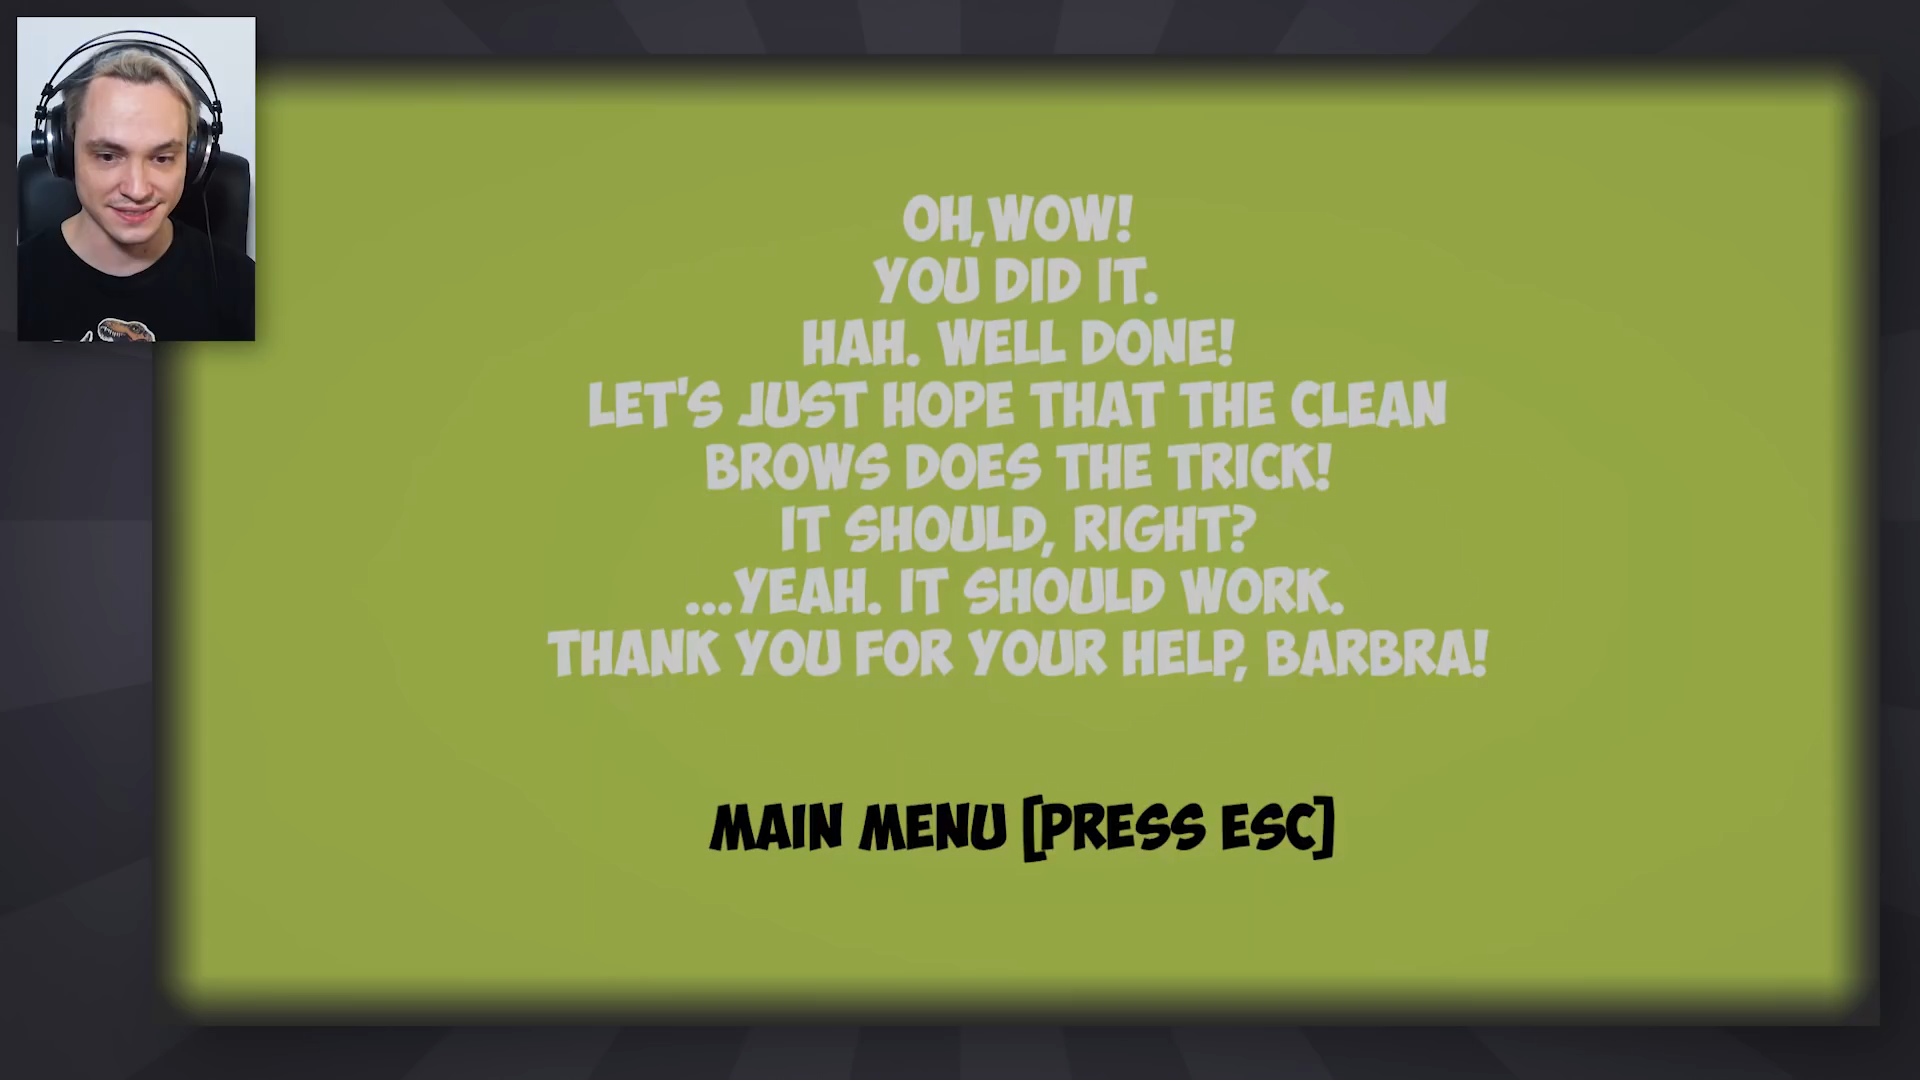 OH,WOW!
YOU DID IT.
HAH. WELL DONE!
LET'S JUST HOPE THAT THE CLEAN
BROWS DOES THE TRICK!
IT SHOULD, RIGHT?
...YEAH. IT SHOULD WORK.
THANK YOU FOR YOUR HELP, BARBRA!
MAIN MENU [PRESS ESC]